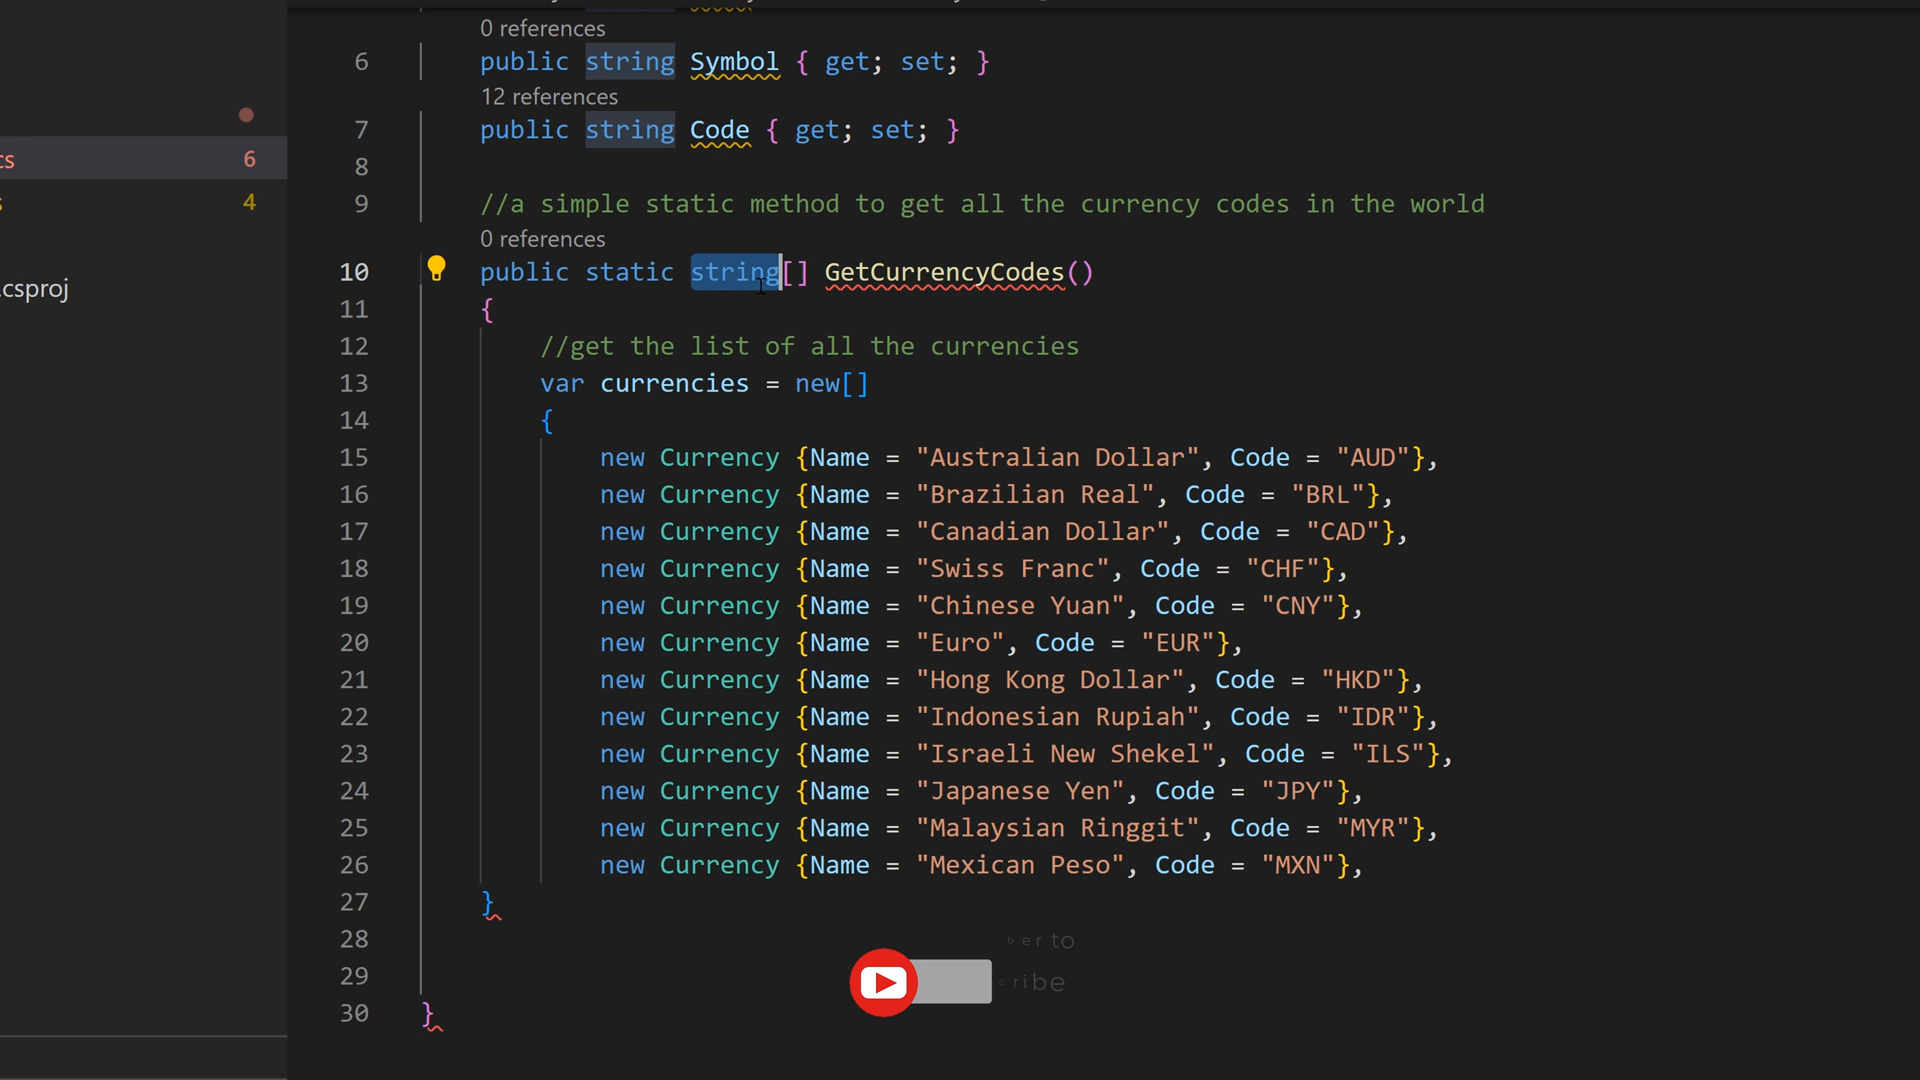 0 references
6 public string Symbol { get; set; }
12 references
7 public string Code { get; set; }
8
cs 6
9 //a simple static method to get all the currency codes in the world
s 4
0 references
10 public static string[] GetCurrencyCodes()
.csproj
11 {
12 //get the list of all the currencies
13 var currencies = new[]
14 {
15 new Currency {Name = "Australian Dollar", Code = "AUD"},
16 new Currency {Name = "Brazilian Real", Code = "BRL"},
17 new Currency {Name = "Canadian Dollar", Code = "CAD"},
18 new Currency {Name = "Swiss Franc", Code = "CHF"},
19 new Currency {Name = "Chinese Yuan", Code = "CNY"},
20 new Currency {Name = "Euro", Code = "EUR"},
21 new Currency {Name = "Hong Kong Dollar", Code = "HKD"},
22 new Currency {Name = "Indonesian Rupiah", Code = "IDR"},
23 new Currency {Name = "Israeli New Shekel", Code = "ILS"},
24 new Currency {Name = "Japanese Yen", Code = "JPY"},
25 new Currency {Name = "Malaysian Ringgit", Code = "MYR"},
26 new Currency {Name = "Mexican Peso", Code = "MXN"},
27 }
28
ber to
29
cribe
30 }